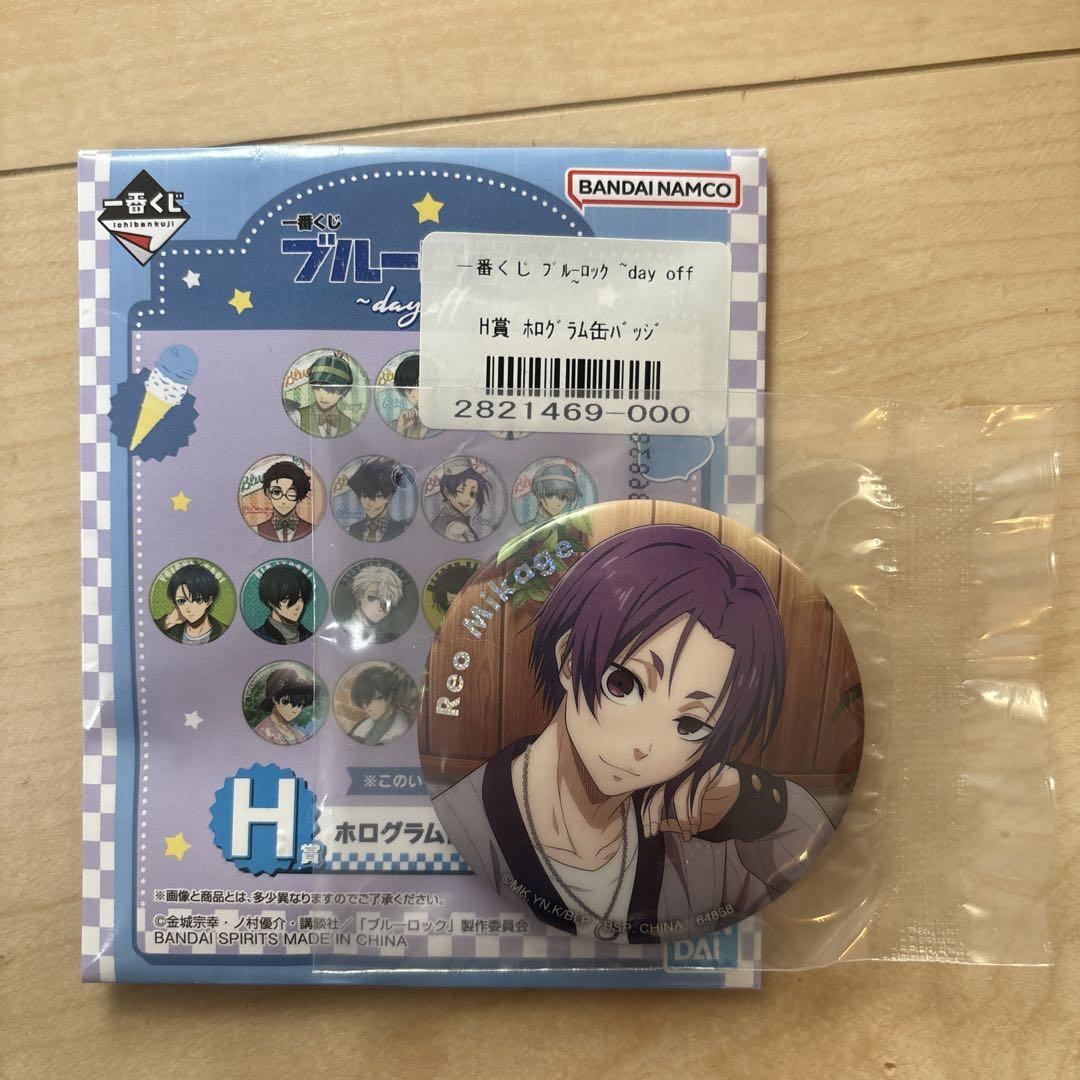 一番くじ
ichibankuji
BANDAI NAMCO
一番くじ
ブルー
~day off
一番くじ ﾌﾞﾙｰﾛｯｸ ~day off
~
H賞 ﾎﾛｸﾞﾗﾑ缶ﾊﾞｯｼﾞ
2821469-000
Reo Mikage
※このい
H
賞
ホログラム
©MK,YN,K/BLP
BSP. CHINA 64858
※画像と商品とは、多少異なりますのでご了承ください。
©金城宗幸・ノ村優介・講談社/「ブルーロック」製作委員会
BANDAI SPIRITS MADE IN CHINA
DAI